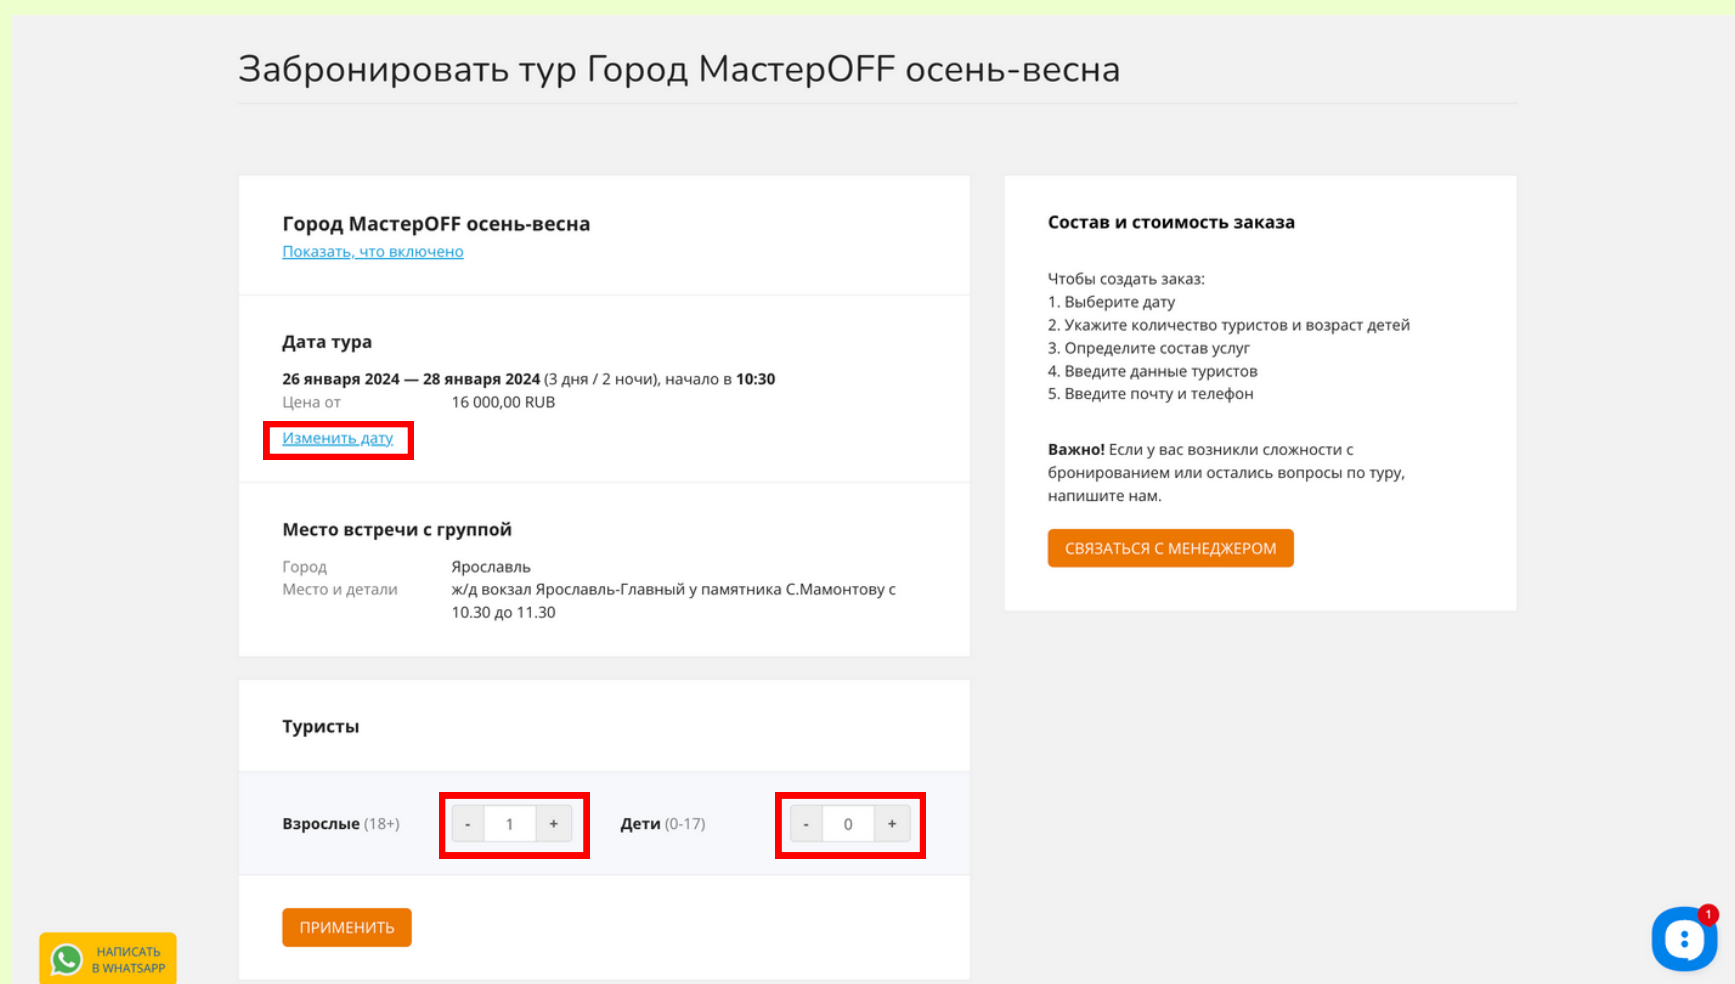 Забронировать тур Город МастерOFF осень-весна
Город МастерOFF осень-весна
Показать, что включено
Дата тура
26 января 2024 — 28 января 2024 (3 дня / 2 ночи), начало в 10:30
Цена от 16 000,00 RUB
Изменить дату
Место встречи с группой
Город Ярославль
Место и детали ж/д вокзал Ярославль-Главный у памятника С.Мамонтову с
10.30 до 11.30
Туристы
Взрослые (18+) - 1 + Дети (0-17) - 0 +
ПРИМЕНИТЬ
Состав и стоимость заказа
Чтобы создать заказ:
1. Выберите дату
2. Укажите количество туристов и возраст детей
3. Определите состав услуг
4. Введите данные туристов
5. Введите почту и телефон
Важно! Если у вас возникли сложности с
бронированием или остались вопросы по туру,
напишите нам.
СВЯЗАТЬСЯ С МЕНЕДЖЕРОМ
НАПИСАТЬ
В WHATSAPP
1